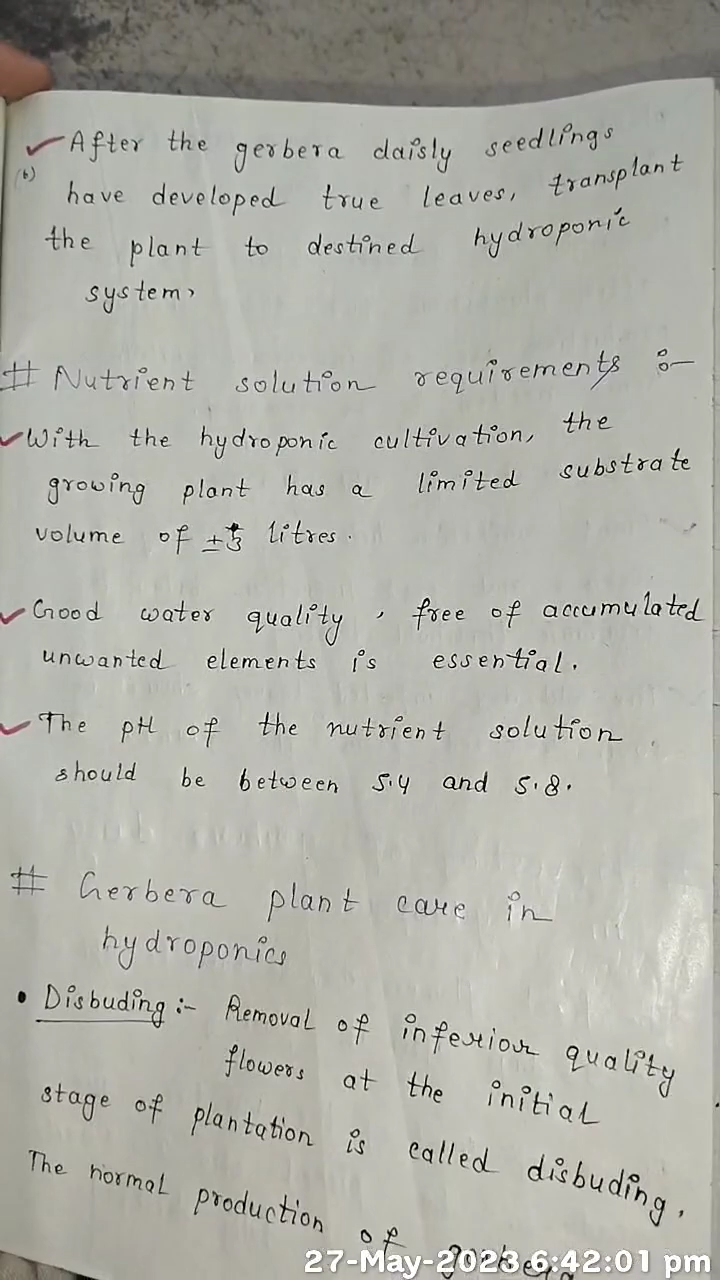 After the gerbera daisly seedlings
(b)
have developed true leaves, transplant
the plant to destined hydroponic
system,
# Nutrient solution requirements :-
With the hydroponic cultivation, the
growing plant has a limited substrate
volume of ± litres.
Good water quality, free of accumulated
unwanted elements is essential.
The pH of the nutrient solution
should be between 5.4 and 5.8.
# Gerbera plant care in
hydroponics
• Disbuding :- Removal of inferior quality
flowers at the initial
stage of plantation is called disbuding.
The normal production of gerbera
27-May-2023 6:42:01 pm